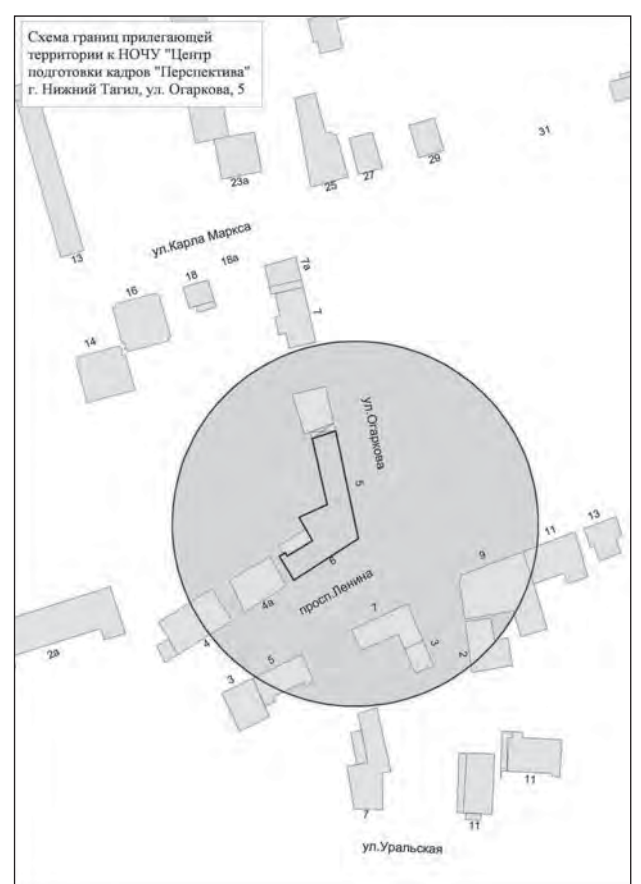 Схема границ прилегающей
территории к НОЧУ "Центр
подготовки кадров "Перспектива"
г. Нижний Тагил, ул. Огаркова, 5
31
29
27
25
23а
13
ул.Карла Маркса
18а
18
16
14
7а
7
ул.Огаркова
5
6
просп.Ленина
4а
4
2а
3
5
7
3
9
11
13
2
7
11
11
ул.Уральская